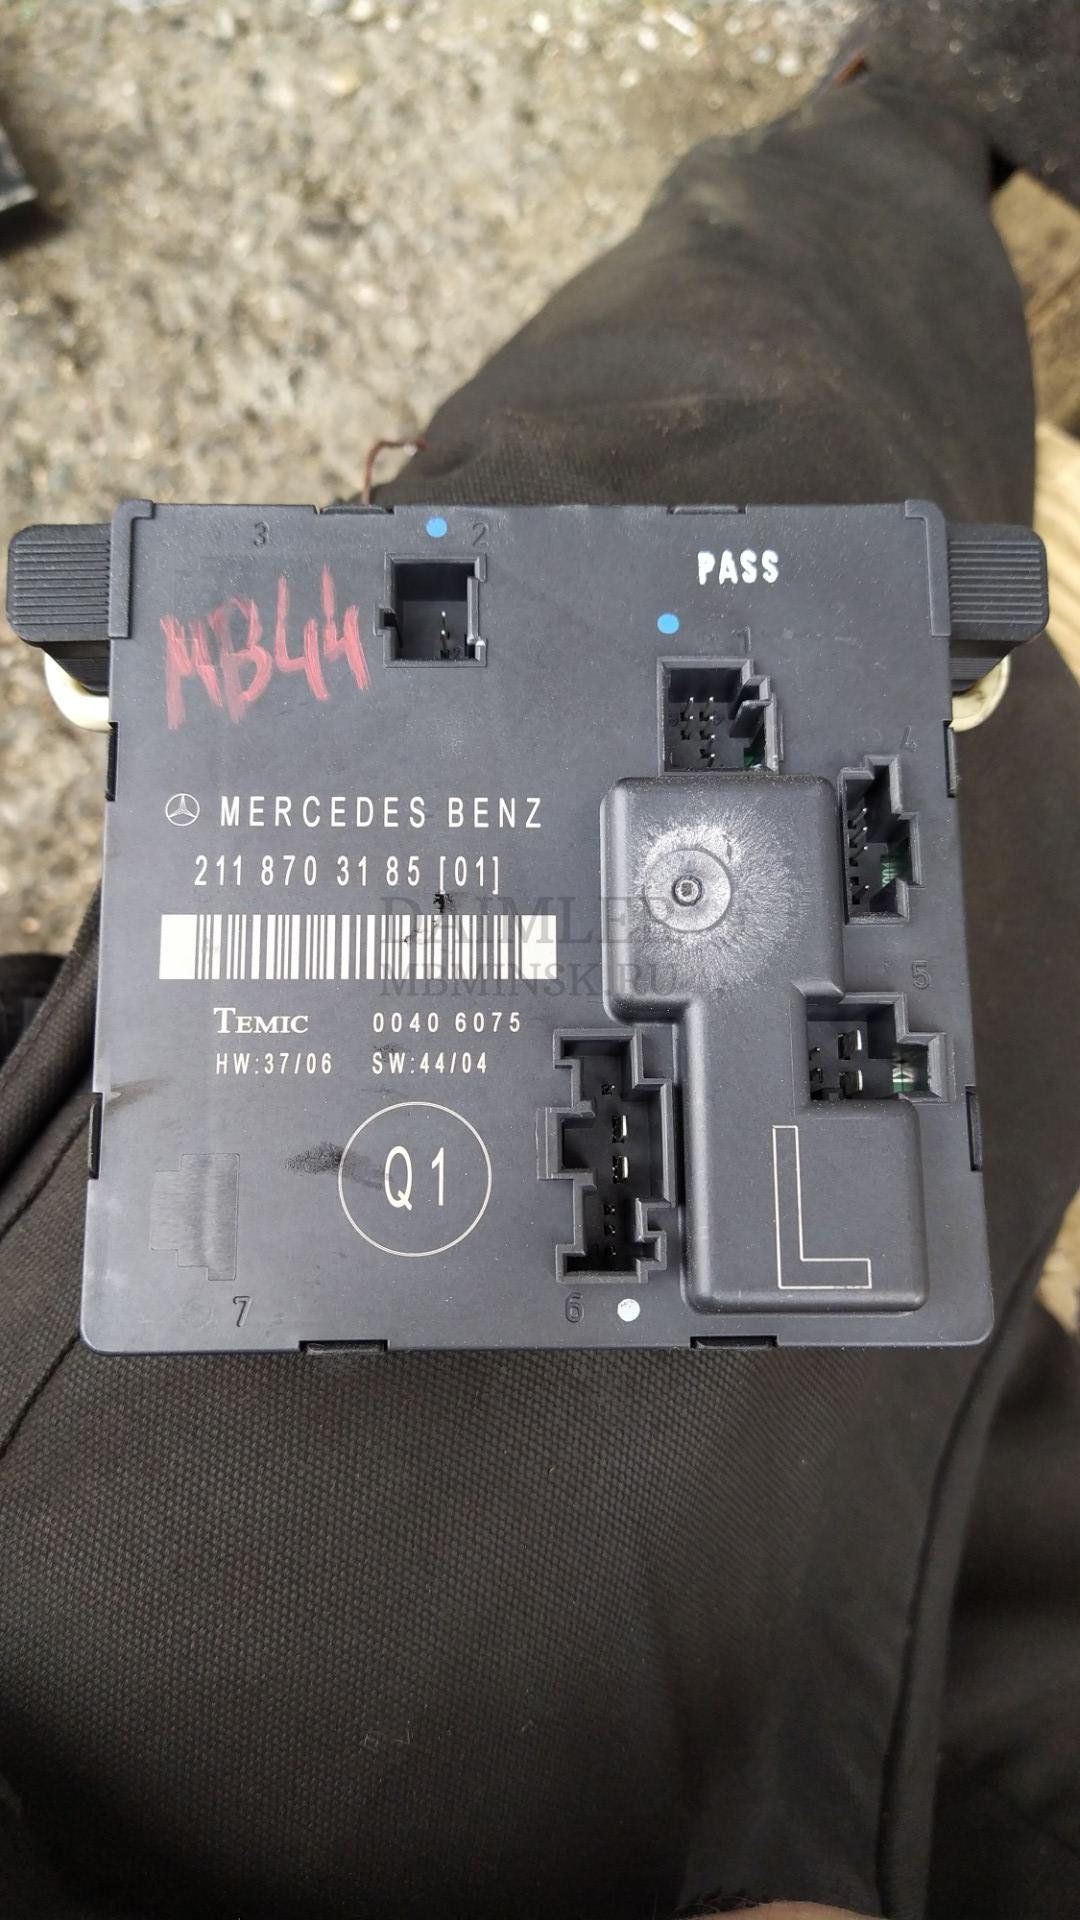 3
2
PASS
MB44
1
4
MERCEDES BENZ
211 870 31 85 [01]
DAIMLER
MBMINSK.RU
5
TEMIC 0040 6075
HW:37/06 SW:44/04
Q1
L
7
6